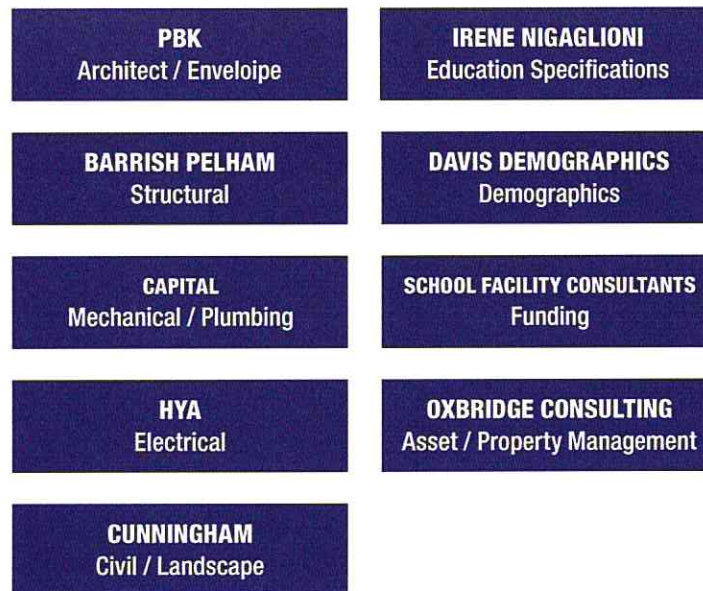 PBK
Architect / Enveloipe
IRENE NIGAGLIONI
Education Specifications
BARRISH PELHAM
Structural
DAVIS DEMOGRAPHICS
Demographics
CAPITAL
Mechanical / Plumbing
SCHOOL FACILITY CONSULTANTS
Funding
HYA
Electrical
OXBRIDGE CONSULTING
Asset / Property Management
CUNNINGHAM
Civil / Landscape